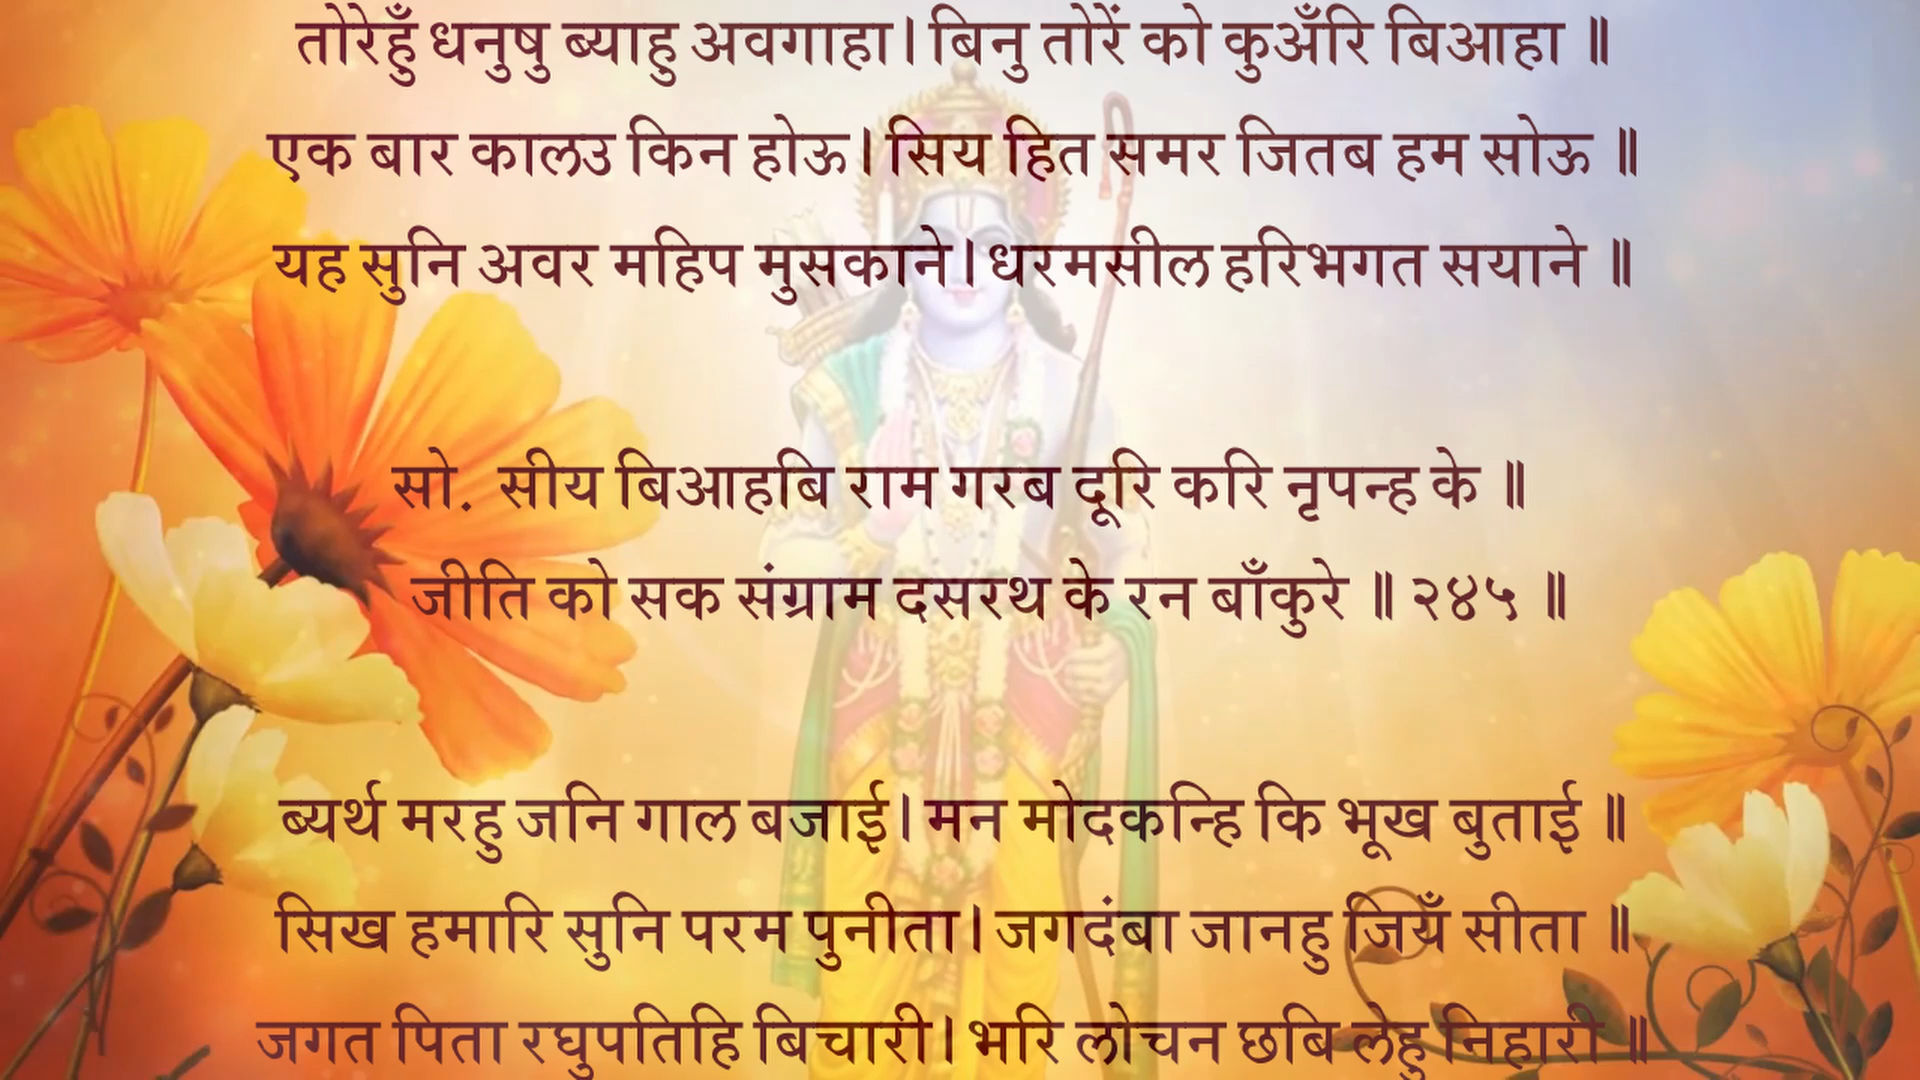 तोरेहुँ धनुषु ब्याहु अवगाहा। बिनु तोरें को कुअँरि बिआहा ॥
एक बार कालउ किन होऊ। सिय हित समर जितब हम सोऊ ॥
यह सुनि अवर महिप मुसकाने। धरमसील हरिभगत सयाने ॥
सो. सीय बिआहबि राम गरब दूरि करि नृपन्ह के ॥
जीति को सक संग्राम दसरथ के रन बाँकुरे ॥ २४५ ॥
ब्यर्थ मरहु जनि गाल बजाई। मन मोदकन्हि कि भूख बुताई ॥
सिख हमारि सुनि परम पुनीता। जगदंबा जानहु जियँ सीता ॥
जगत पिता रघुपतिहि बिचारी। भरि लोचन छबि लेहु निहारी ॥